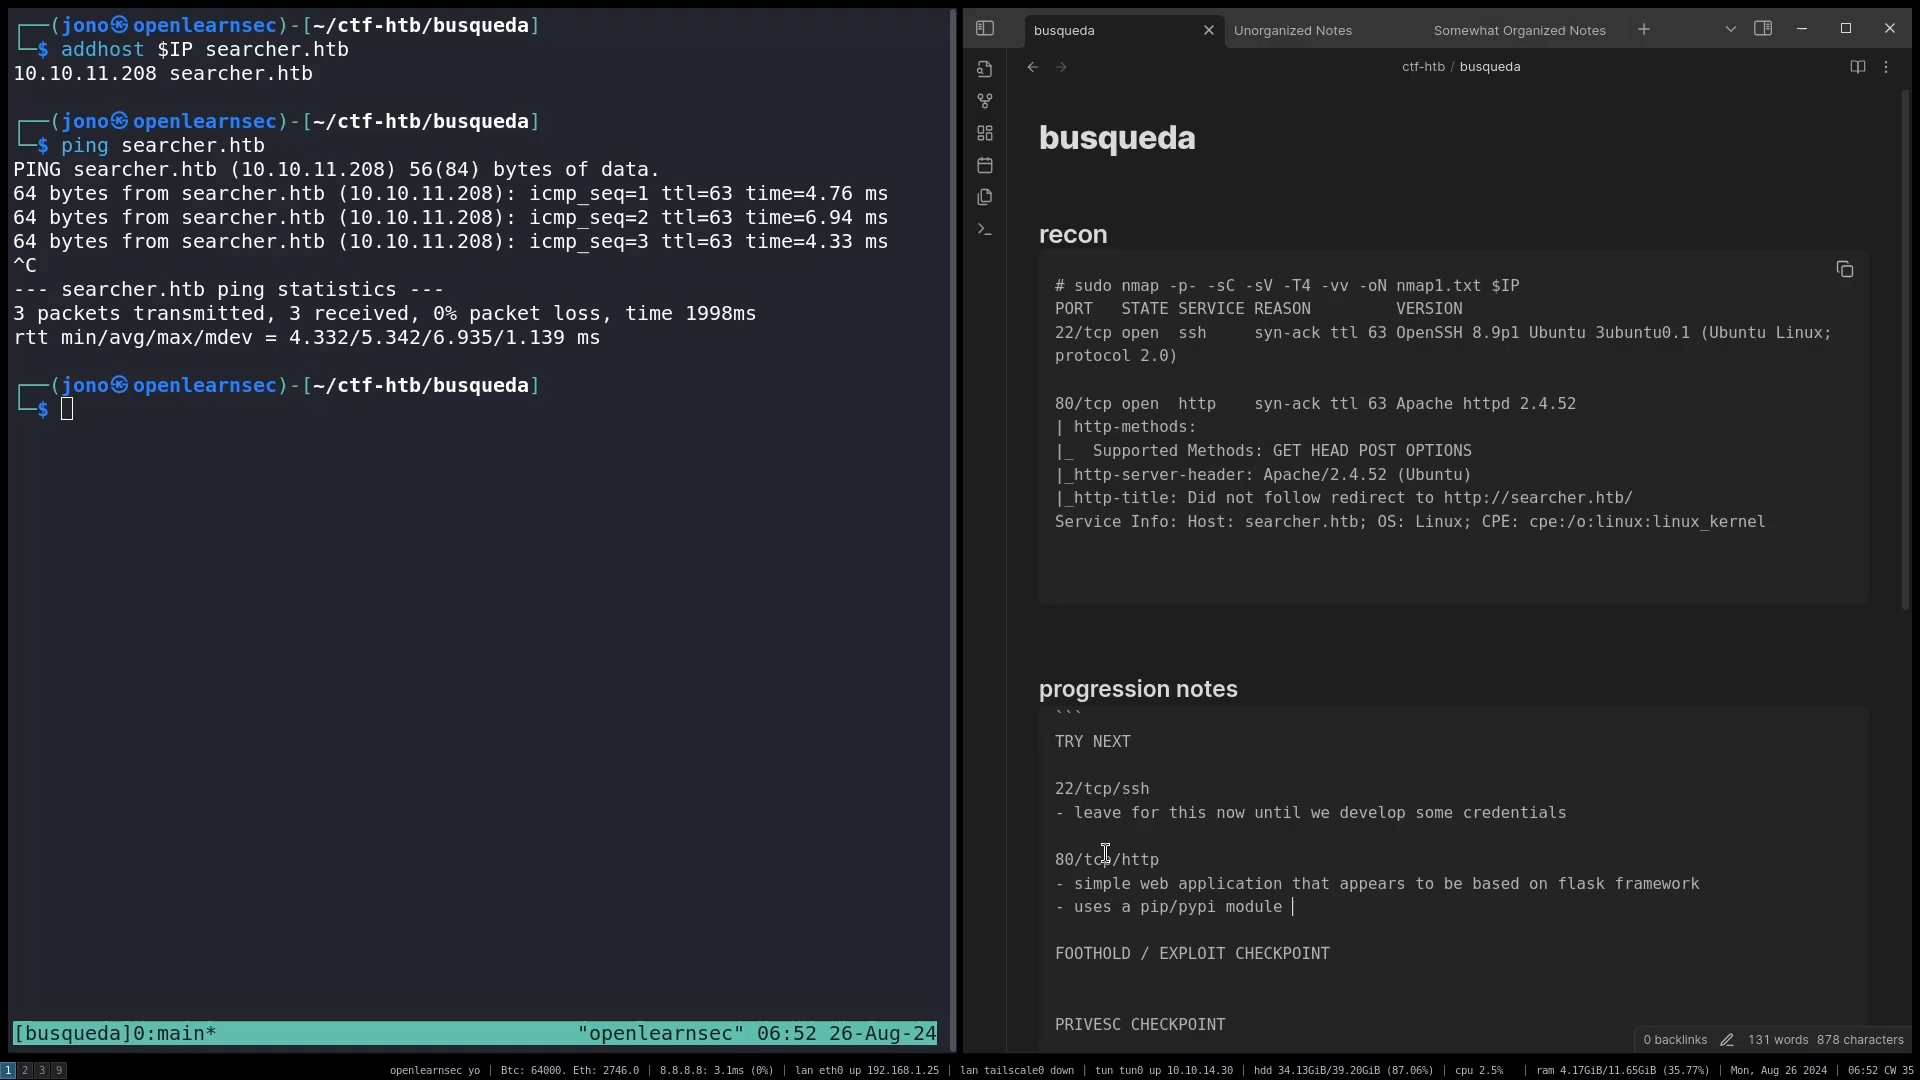 ┌──(jono㉿openlearnsec)-[~/ctf-htb/busqueda]
└─$ addhost $IP searcher.htb
10.10.11.208 searcher.htb
┌──(jono㉿openlearnsec)-[~/ctf-htb/busqueda]
└─$ ping searcher.htb
PING searcher.htb (10.10.11.208) 56(84) bytes of data.
64 bytes from searcher.htb (10.10.11.208): icmp_seq=1 ttl=63 time=4.76 ms
64 bytes from searcher.htb (10.10.11.208): icmp_seq=2 ttl=63 time=6.94 ms
64 bytes from searcher.htb (10.10.11.208): icmp_seq=3 ttl=63 time=4.33 ms
^C
--- searcher.htb ping statistics ---
3 packets transmitted, 3 received, 0% packet loss, time 1998ms
rtt min/avg/max/mdev = 4.332/5.342/6.935/1.139 ms
┌──(jono㉿openlearnsec)-[~/ctf-htb/busqueda]
└─$
[busqueda]0:main* "openlearnsec" 06:52 26-Aug-24
busqueda Unorganized Notes Somewhat Organized Notes
ctf-htb / busqueda
busqueda
recon
# sudo nmap -p- -sC -sV -T4 -vv -oN nmap1.txt $IP
PORT   STATE SERVICE REASON         VERSION
22/tcp open  ssh     syn-ack ttl 63 OpenSSH 8.9p1 Ubuntu 3ubuntu0.1 (Ubuntu Linux;
protocol 2.0)
80/tcp open  http    syn-ack ttl 63 Apache httpd 2.4.52
| http-methods:
|_  Supported Methods: GET HEAD POST OPTIONS
|_http-server-header: Apache/2.4.52 (Ubuntu)
|_http-title: Did not follow redirect to http://searcher.htb/
Service Info: Host: searcher.htb; OS: Linux; CPE: cpe:/o:linux:linux_kernel
progression notes
```
TRY NEXT
22/tcp/ssh
- leave for this now until we develop some credentials
80/tcp/http
- simple web application that appears to be based on flask framework
- uses a pip/pypi module
FOOTHOLD / EXPLOIT CHECKPOINT
PRIVESC CHECKPOINT
0 backlinks 131 words 878 characters
1 2 3 9 openlearnsec yo | Btc: 64000. Eth: 2746.0 | 8.8.8.8: 3.1ms (0%) | lan eth0 up 192.168.1.25 | lan tailscale0 down | tun tun0 up 10.10.14.30 | hdd 34.13GiB/39.20GiB (87.06%) | cpu 2.5% | ram 4.17GiB/11.65GiB (35.77%) | Mon, Aug 26 2024 | 06:52 CW 35